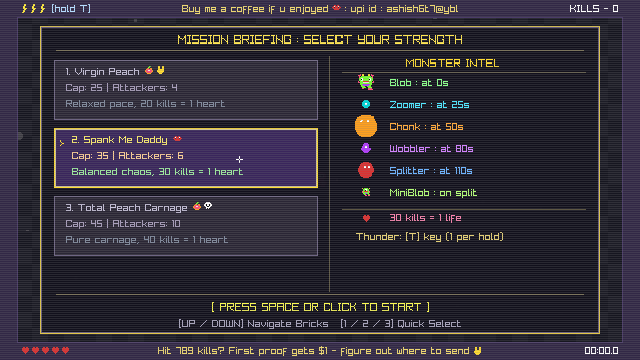 [hold T]
Buy me a coffee if u enjoyed : upi id : ashish6t7@ybl
KILLS - 0
MISSION BRIEFING : SELECT YOUR STRENGTH
1. Virgin Peach
Cap: 25 | Attackers: 4
Relaxed pace, 20 kills = 1 heart
> 2. Spank Me Daddy
Cap: 35 | Attackers: 6
Balanced chaos, 30 kills = 1 heart
3. Total Peach Carnage
Cap: 45 | Attackers: 10
Pure carnage, 40 kills = 1 heart
MONSTER INTEL
Blob : at 0s
Zoomer : at 25s
Chonk : at 50s
Wobbler : at 80s
Splitter : at 110s
MiniBlob : on split
30 kills = 1 life
Thunder: [T] key (1 per hold)
[ PRESS SPACE OR CLICK TO START ]
[UP / DOWN] Navigate Bricks [1 / 2 / 3] Quick Select
Hit 789 kills? First proof gets $1 - figure out where to send
00:00.0